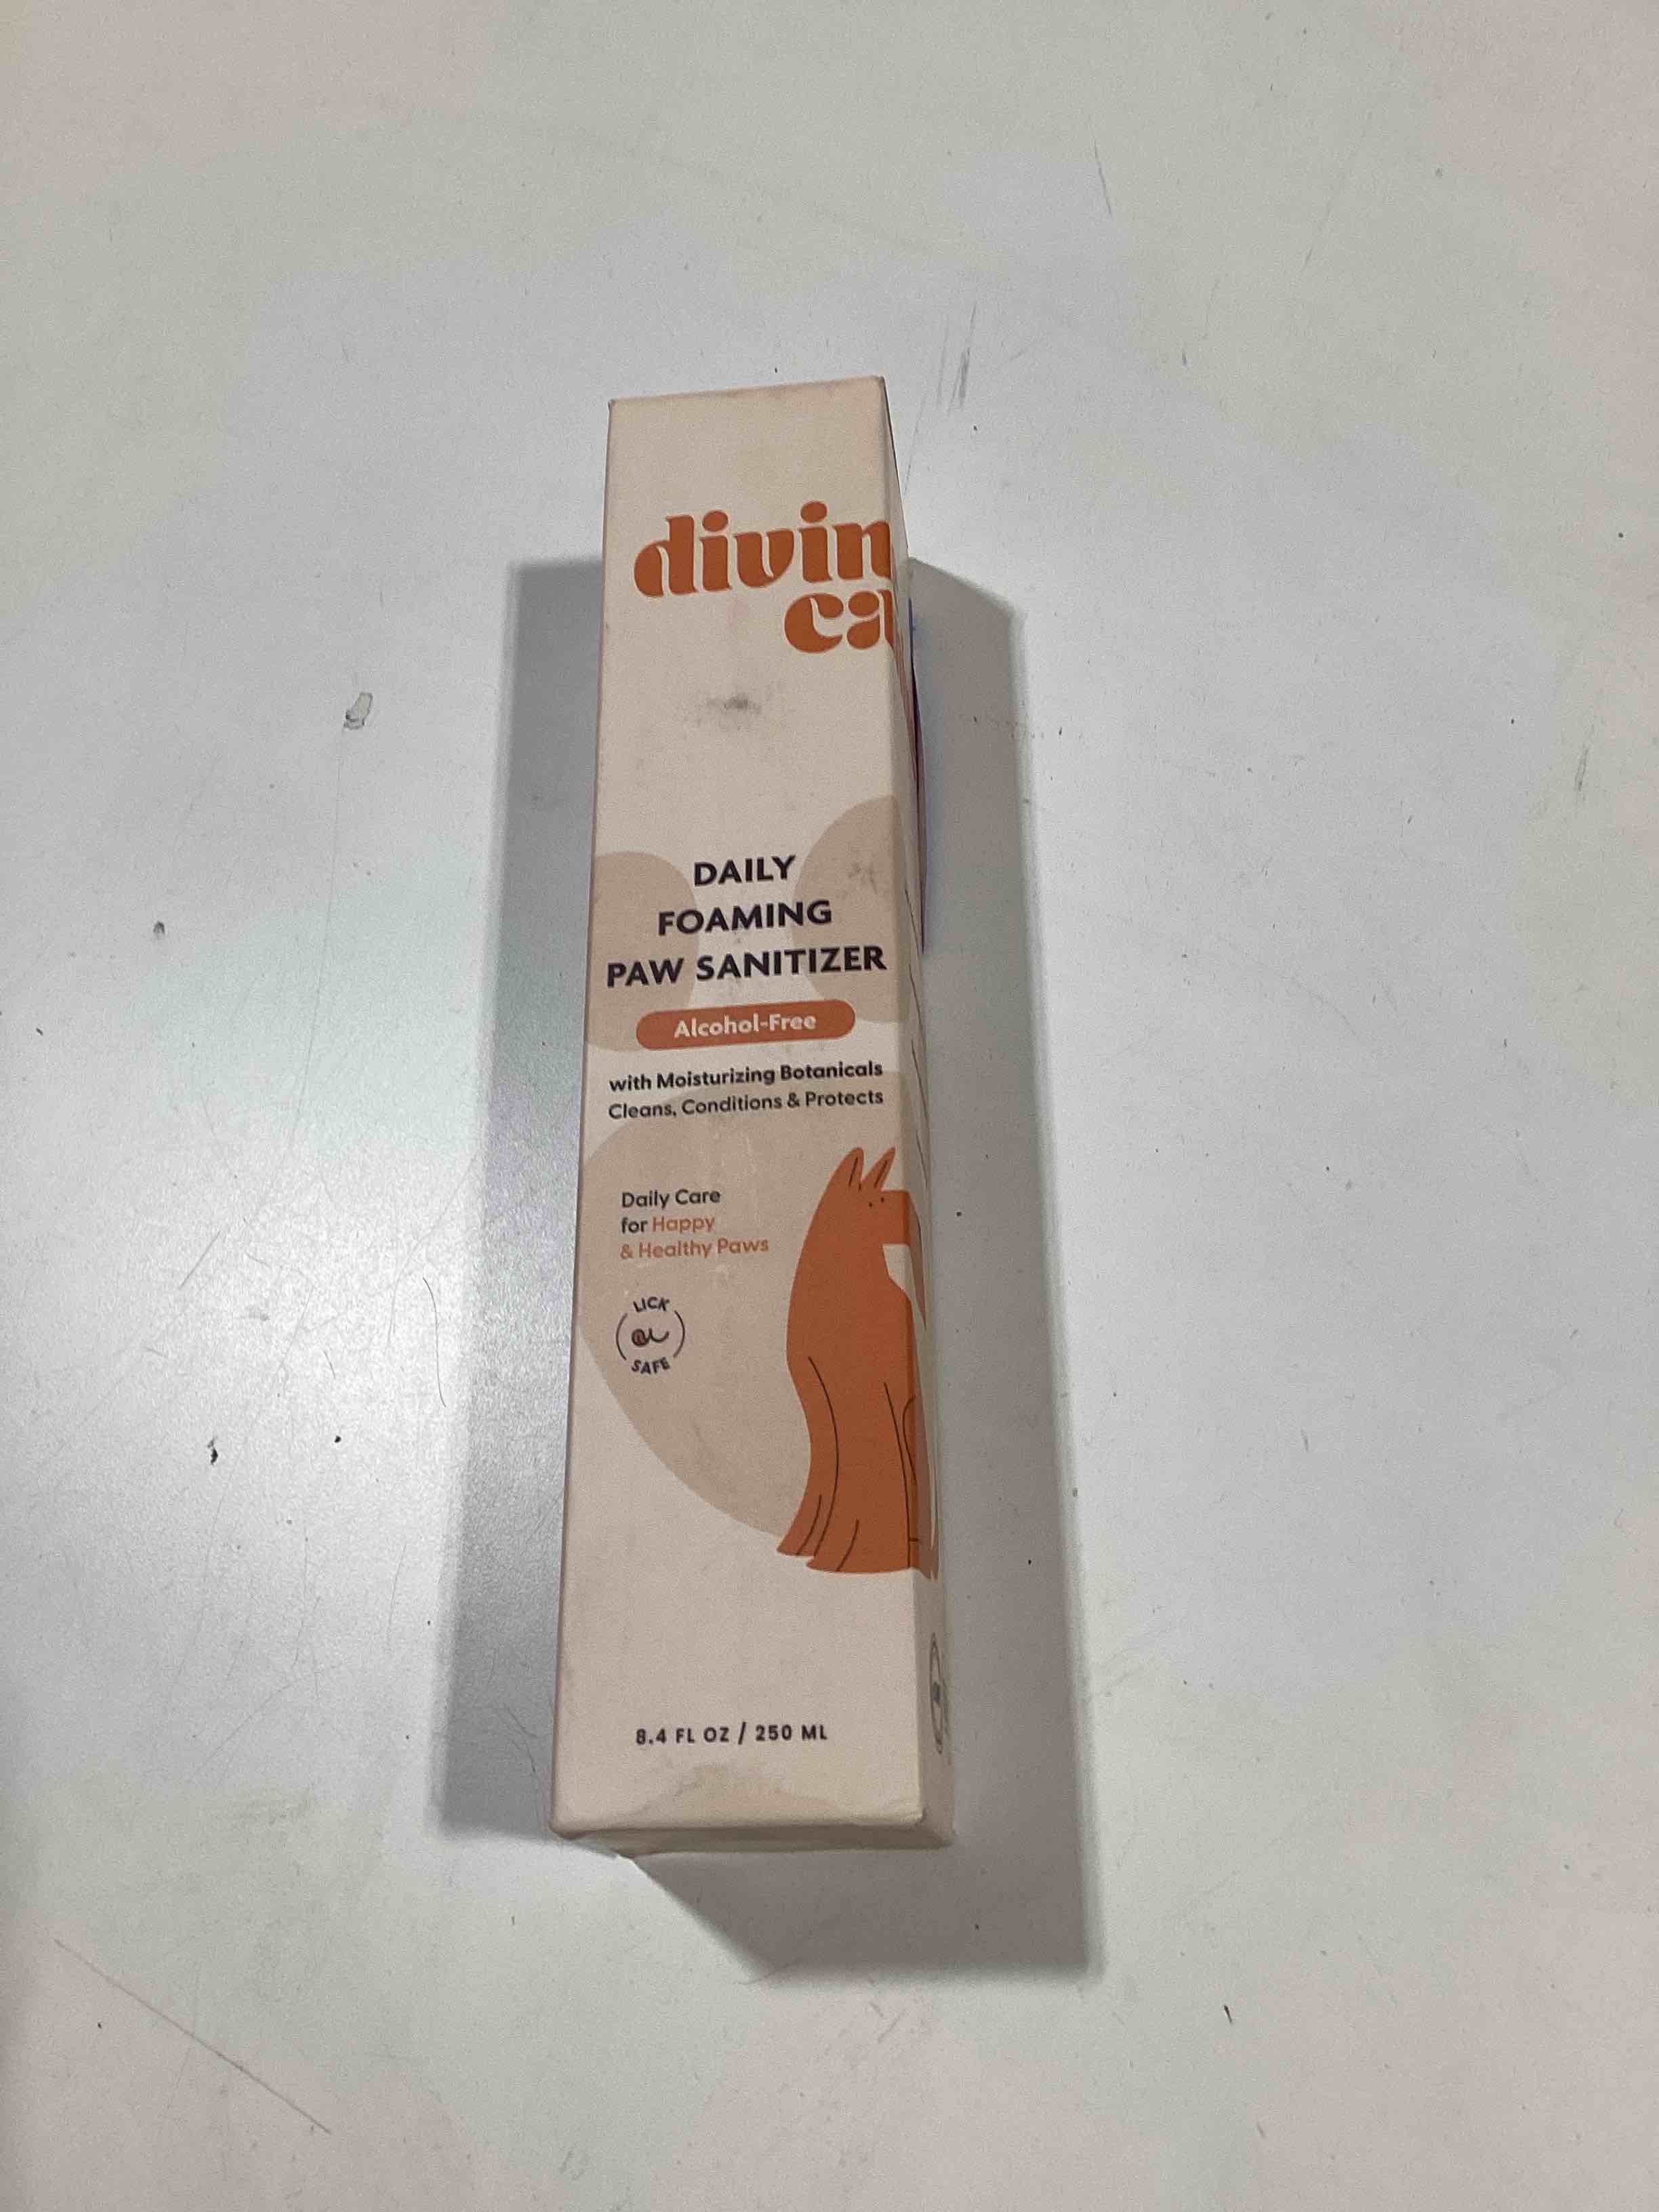 divin
ca
DAILY
FOAMING
PAW SANITIZER
Alcohol-Free
with Moisturizing Botanicals
Cleans, Conditions & Protects
Daily Care
for Happy
& Healthy Paws
LICK
SAFE
8.4 FL OZ / 250 ML